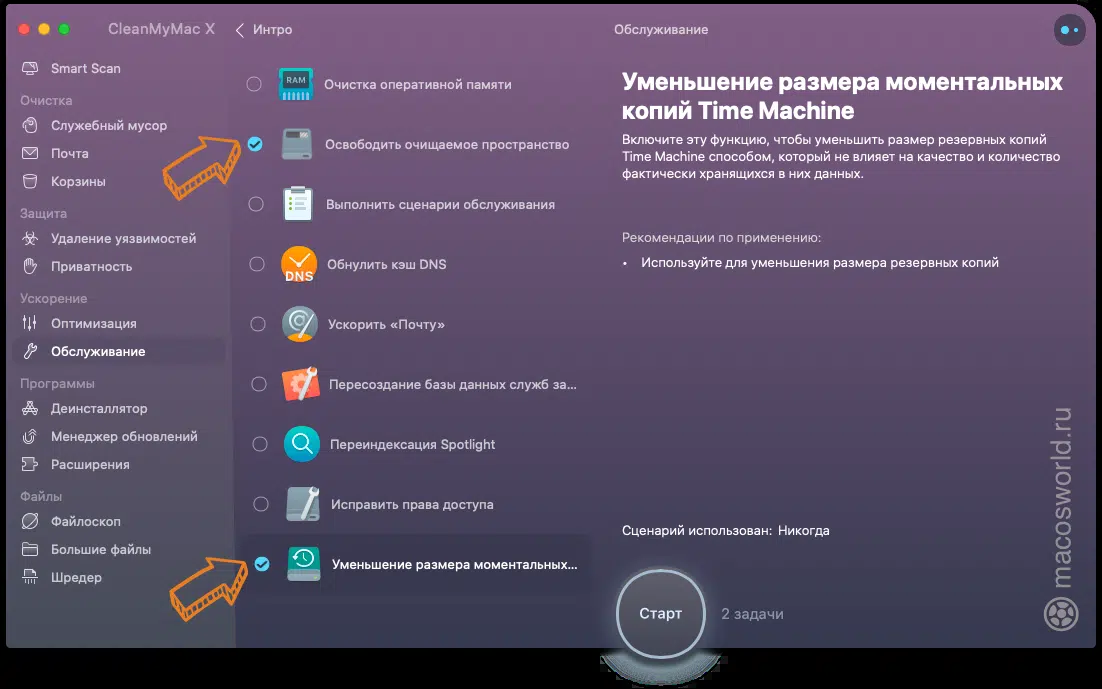 CleanMyMac X
Интро
Обслуживание
Smart Scan
Очистка
Служебный мусор
Почта
Корзины
Защита
Удаление уязвимостей
Приватность
Ускорение
Оптимизация
Обслуживание
Программы
Деинсталлятор
Менеджер обновлений
Расширения
Файлы
Файлоскоп
Большие файлы
Шредер
RAM
Очистка оперативной памяти
Освободить очищаемое пространство
Выполнить сценарии обслуживания
DNS
Обнулить кэш DNS
Ускорить «Почту»
Пересоздание базы данных служб за...
Переиндексация Spotlight
Исправить права доступа
Уменьшение размера моментальных...
Уменьшение размера моментальных
копий Time Machine
Включите эту функцию, чтобы уменьшить размер резервных копий
Time Machine способом, который не влияет на качество и количество
фактически хранящихся в них данных.
Рекомендации по применению:
• Используйте для уменьшения размера резервных копий
Сценарий использован: Никогда
Старт
2 задачи
macosworld.ru